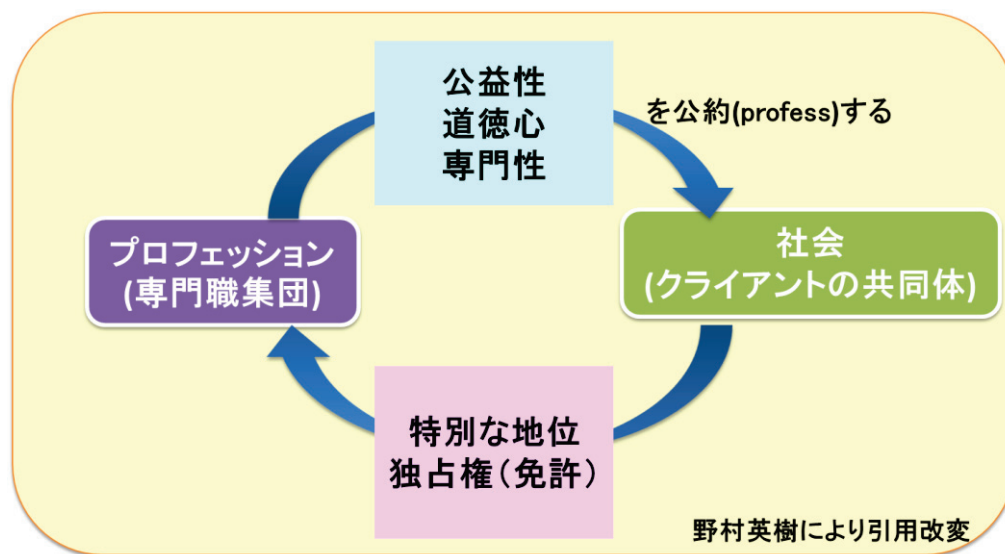 公益性
道徳心
専門性
を公約(profess)する
プロフェッション
(専門職集団)
社会
(クライアントの共同体)
特別な地位
独占権(免許)
野村英樹により引用改変